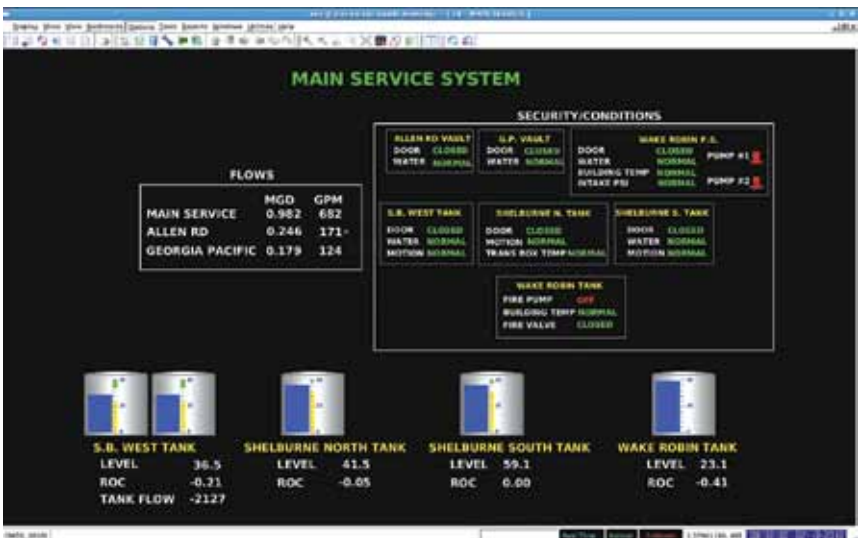 MAIN SERVICE SYSTEM
SECURITY/CONDITIONS
ALLEN RD VAULT
DOOR CLOSED
WATER NORMAL
G.P. VAULT
DOOR CLOSED
WATER NORMAL
WAKE ROBIN P.S.
DOOR CLOSED
WATER NORMAL
BUILDING TEMP NORMAL
INTAKE PSI NORMAL
PUMP #1
PUMP #2
FLOWS
MGD GPM
MAIN SERVICE 0.982 682
ALLEN RD 0.246 171
GEORGIA PACIFIC 0.179 124
S.B. WEST TANK
DOOR CLOSED
WATER NORMAL
MOTION NORMAL
SHELBURNE N. TANK
DOOR CLOSED
MOTION NORMAL
TRANS BOX TEMP NORMAL
SHELBURNE S. TANK
DOOR CLOSED
WATER NORMAL
MOTION NORMAL
WAKE ROBIN TANK
FIRE PUMP OFF
BUILDING TEMP NORMAL
FIRE VALVE CLOSED
S.B. WEST TANK
LEVEL 36.5
ROC -0.21
TANK FLOW -2127
SHELBURNE NORTH TANK
LEVEL 41.5
ROC -0.05
SHELBURNE SOUTH TANK
LEVEL 59.1
ROC 0.00
WAKE ROBIN TANK
LEVEL 23.1
ROC -0.41